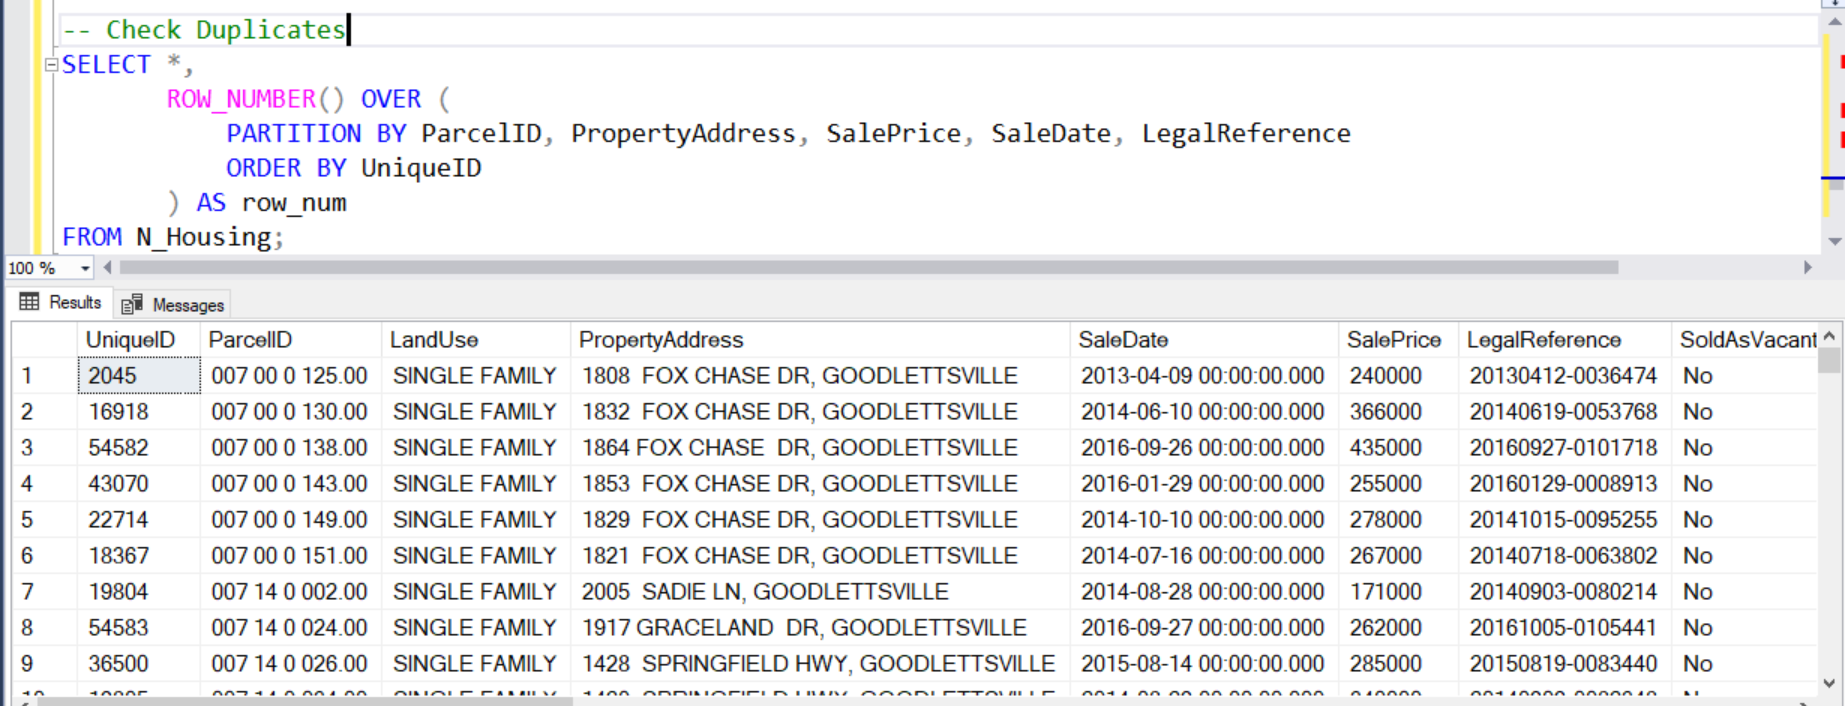 -- Check Duplicates
SELECT *,
ROW_NUMBER() OVER (
PARTITION BY ParcelID, PropertyAddress, SalePrice, SaleDate, LegalReference
ORDER BY UniqueID
) AS row_num
FROM N_Housing;
100 %
Results Messages
UniqueID ParcelID LandUse PropertyAddress SaleDate SalePrice LegalReference SoldAsVacant
1 2045 007 00 0 125.00 SINGLE FAMILY 1808  FOX CHASE DR, GOODLETTSVILLE 2013-04-09 00:00:00.000 240000 20130412-0036474 No
2 16918 007 00 0 130.00 SINGLE FAMILY 1832  FOX CHASE DR, GOODLETTSVILLE 2014-06-10 00:00:00.000 366000 20140619-0053768 No
3 54582 007 00 0 138.00 SINGLE FAMILY 1864 FOX CHASE  DR, GOODLETTSVILLE 2016-09-26 00:00:00.000 435000 20160927-0101718 No
4 43070 007 00 0 143.00 SINGLE FAMILY 1853  FOX CHASE DR, GOODLETTSVILLE 2016-01-29 00:00:00.000 255000 20160129-0008913 No
5 22714 007 00 0 149.00 SINGLE FAMILY 1829  FOX CHASE DR, GOODLETTSVILLE 2014-10-10 00:00:00.000 278000 20141015-0095255 No
6 18367 007 00 0 151.00 SINGLE FAMILY 1821  FOX CHASE DR, GOODLETTSVILLE 2014-07-16 00:00:00.000 267000 20140718-0063802 No
7 19804 007 14 0 002.00 SINGLE FAMILY 2005  SADIE LN, GOODLETTSVILLE 2014-08-28 00:00:00.000 171000 20140903-0080214 No
8 54583 007 14 0 024.00 SINGLE FAMILY 1917 GRACELAND  DR, GOODLETTSVILLE 2016-09-27 00:00:00.000 262000 20161005-0105441 No
9 36500 007 14 0 026.00 SINGLE FAMILY 1428  SPRINGFIELD HWY, GOODLETTSVILLE 2015-08-14 00:00:00.000 285000 20150819-0083440 No